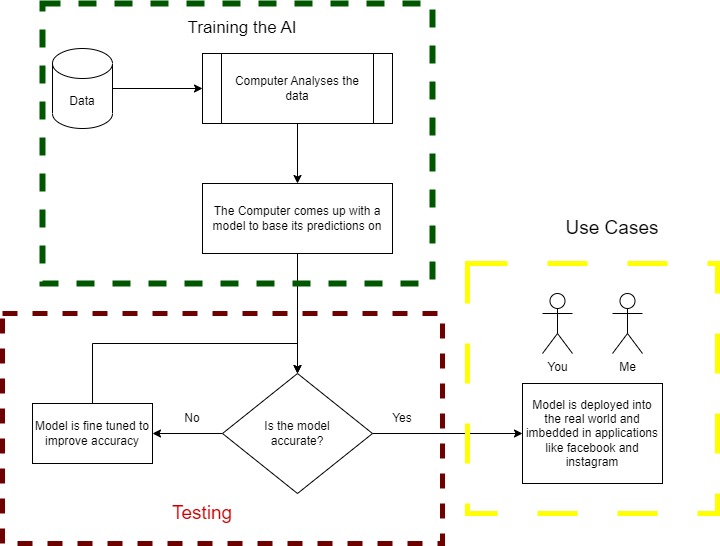 Training the AI
Data
Computer Analyses the
data
The Computer comes up with a
model to base its predictions on
Use Cases
You
Me
Model is fine tuned to
improve accuracy
No
Is the model
accurate?
Yes
Model is deployed into
the real world and
imbedded in applications
like facebook and
instagram
Testing